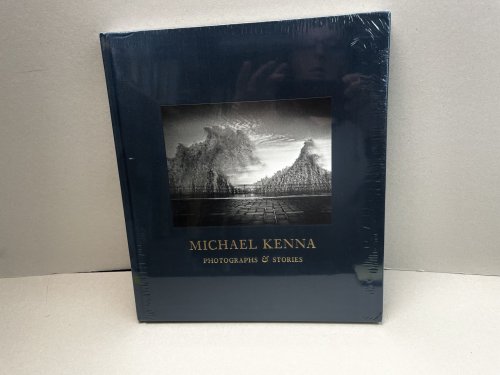 MICHAEL KENNA
PHOTOGRAPHS & STORIES